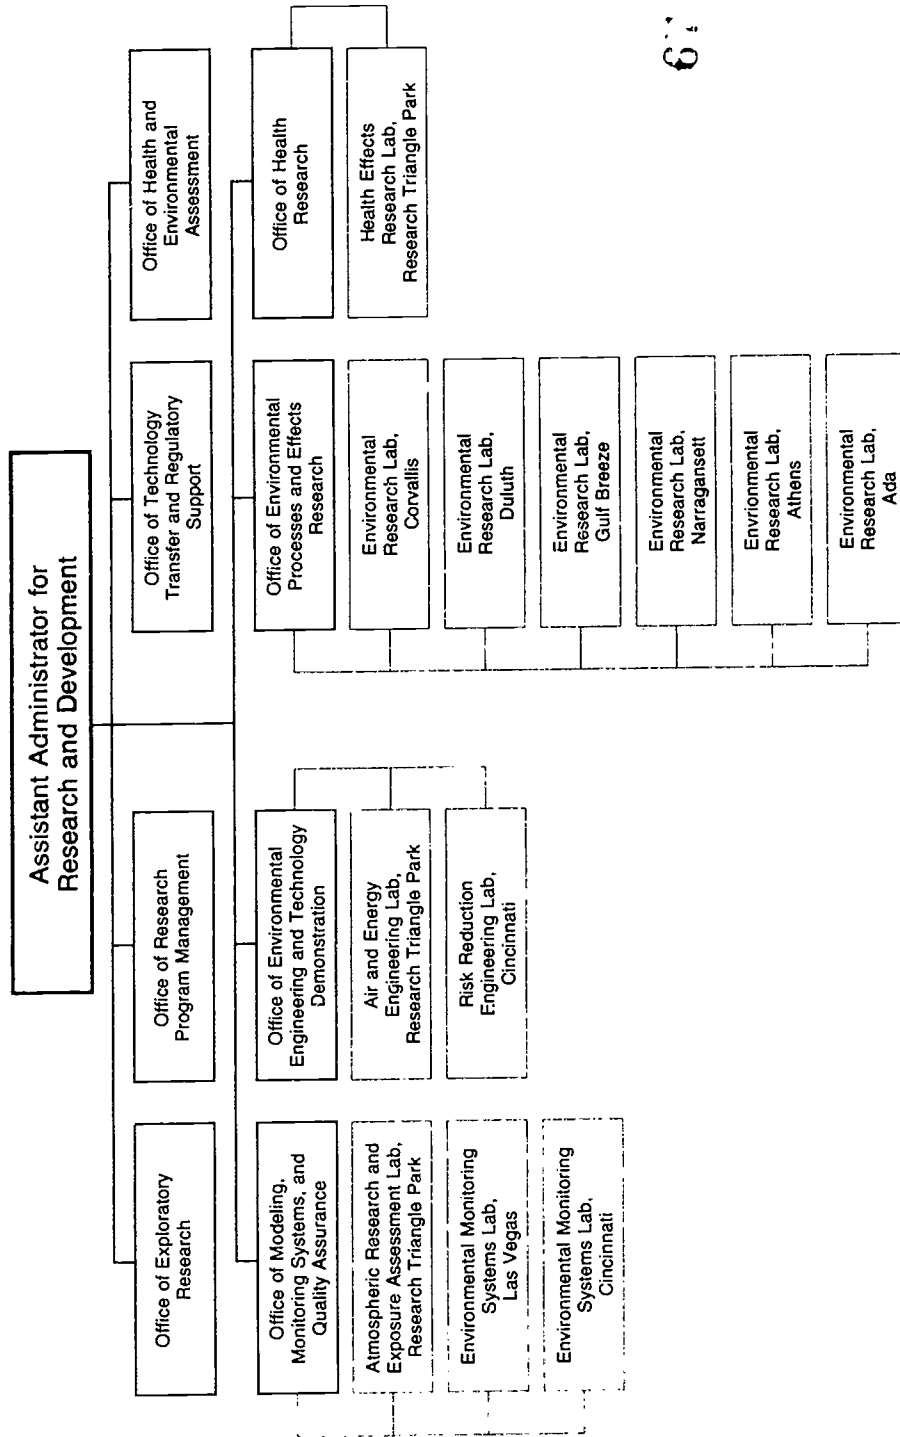 Assistant Administrator for
Research and Development
Office of Exploratory
Research
Office of Research
Program Management
Office of Technology
Transfer and Regulatory
Support
Office of Health and
Environmental
Assessment
Office of Modeling,
Monitoring Systems, and
Quality Assurance
Office of Environmental
Engineering and Technology
Demonstration
Office of Environmental
Processes and Effects
Research
Office of Health
Research
Atmospheric Research and
Exposure Assessment Lab,
Research Triangle Park
Environmental Monitoring
Systems Lab,
Las Vegas
Environmental Monitoring
Systems Lab,
Cincinnati
Air and Energy
Engineering Lab,
Research Triangle Park
Risk Reduction
Engineering Lab,
Cincinnati
Environmental
Research Lab,
Corvallis
Environmental
Research Lab,
Duluth
Environmental
Research Lab,
Gulf Breeze
Environmental
Research Lab,
Narragansett
Envrionmental
Research Lab,
Athens
Environmental
Research Lab,
Ada
Health Effects
Research Lab,
Research Triangle Park